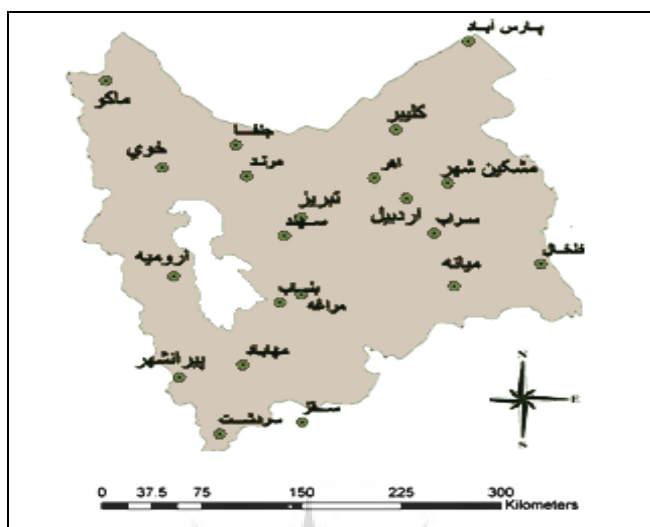 پارس آباد
ماکو
کلیبر
جلفا
خوي
مرند
اهر
مشکین شهر
تبریز
اردبیل
سهند
سرب
خلخال
ارومیه
میانه
بناب
مراغه
مهاباد
پیرانشهر
سقز
سردشت
N
E
S
0 37.5 75 150 225 300
Kilometers